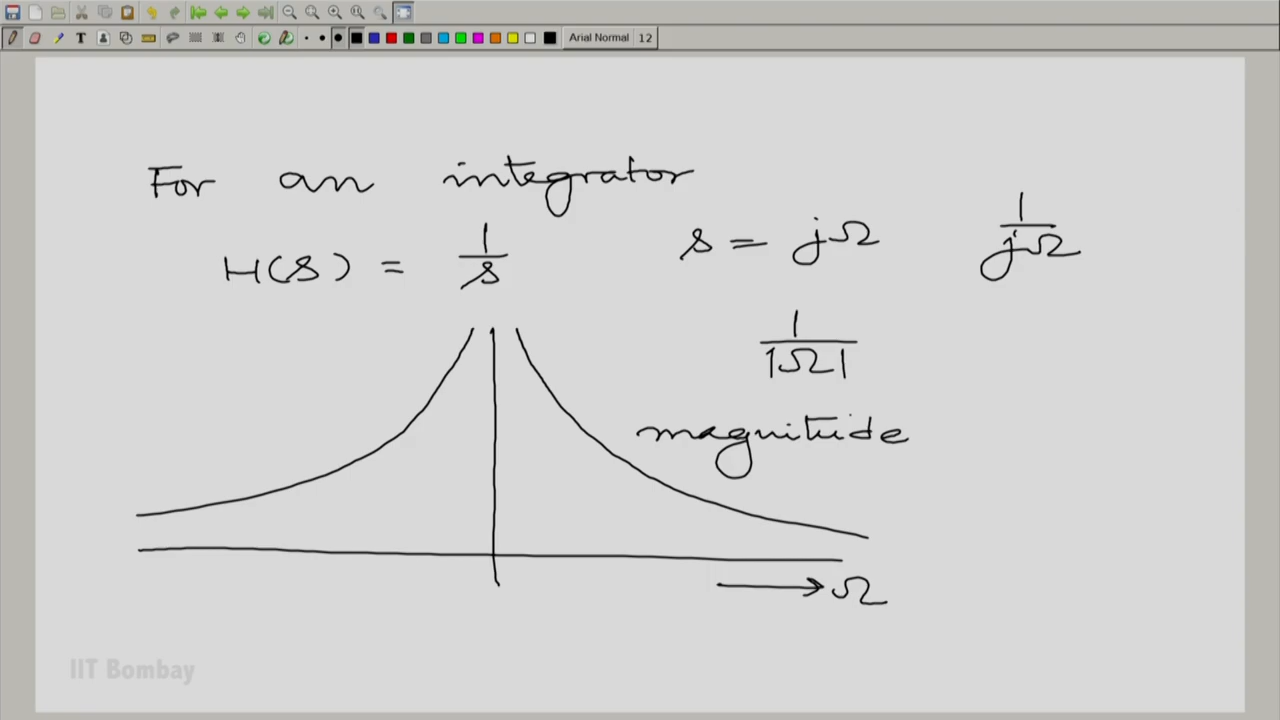 Arial Normal 12
For an integrator
H(s) = 1/s
s = jΩ
1/jΩ
1/|Ω|
magnitude
→ Ω
IIT Bombay